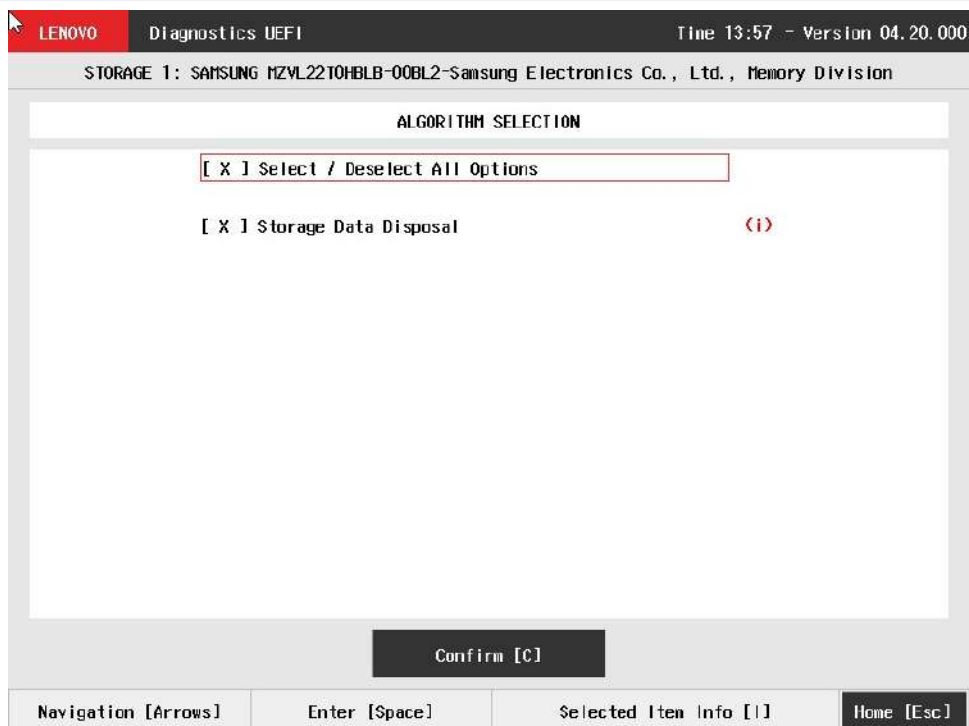 LENOVO Diagnostics UEFI Time 13:57 - Version 04.20.000
STORAGE 1: SAMSUNG MZVL22T0HBLB-00BL2-Samsung Electronics Co., Ltd., Memory Division
ALGORITHM SELECTION
[ X ] Select / Deselect All Options
[ X ] Storage Data Disposal (i)
Confirm [C]
Navigation [Arrows] Enter [Space] Selected Item Info [I] Home [Esc]